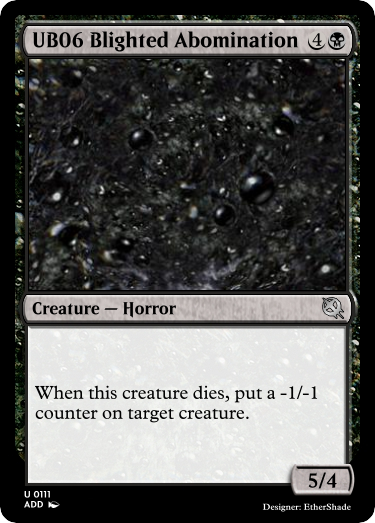 UB06 Blighted Abomination 4
Creature — Horror
When this creature dies, put a -1/-1
counter on target creature.
5/4
U 0111
ADD
Designer: EtherShade